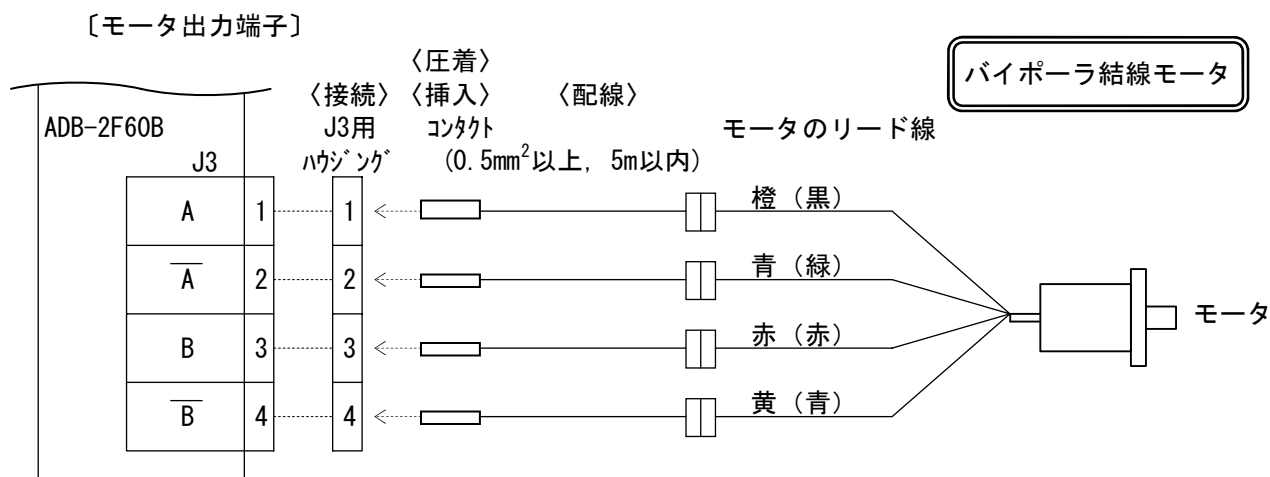 〔モータ出力端子〕
バイポーラ結線モータ
〈圧着〉
〈接続〉〈挿入〉 〈配線〉
ADB-2F60B J3用 ｺﾝﾀｸﾄ モータのリード線
J3 ﾊｳｼﾞﾝｸﾞ (0.5mm²以上, 5m以内)
A 1 1 橙（黒）
A̅ 2 2 青（緑）
B 3 3 赤（赤）
B̅ 4 4 黄（青）
モータ